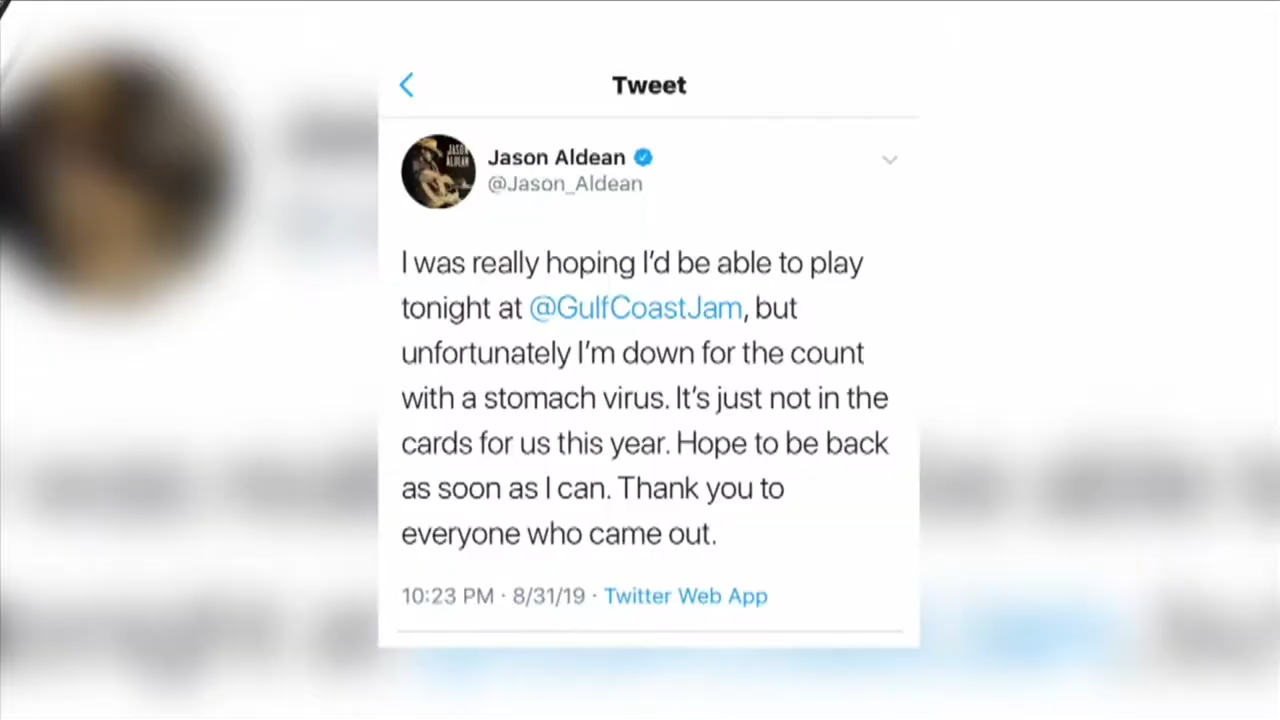 Tweet
JASON
ALDEAN
Jason Aldean
@Jason_Aldean
I was really hoping I'd be able to play
tonight at @GulfCoastJam, but
unfortunately I'm down for the count
with a stomach virus. It's just not in the
cards for us this year. Hope to be back
as soon as I can. Thank you to
everyone who came out.
10:23 PM · 8/31/19 · Twitter Web App